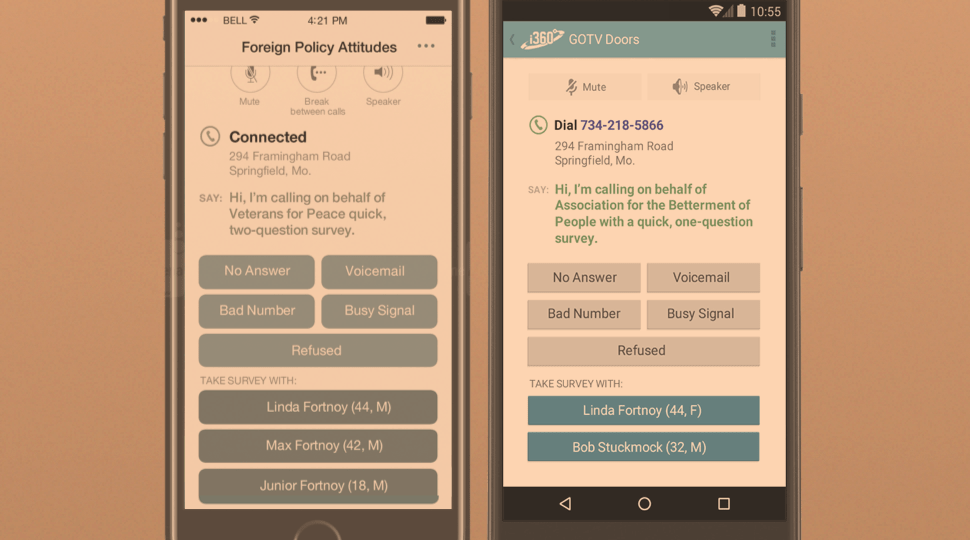 BELL 4:21 PM
Foreign Policy Attitudes
Mute
Break
between calls
Speaker
Connected
294 Framingham Road
Springfield, Mo.
SAY: Hi, I'm calling on behalf of
Veterans for Peace quick,
two-question survey.
No Answer
Voicemail
Bad Number
Busy Signal
Refused
TAKE SURVEY WITH:
Linda Fortnoy (44, M)
Max Fortnoy (42, M)
Junior Fortnoy (18, M)
10:55
i360° GOTV Doors
Mute
Speaker
Dial 734-218-5866
294 Framingham Road
Springfield, Mo.
SAY: Hi, I'm calling on behalf of
Association for the Betterment of
People with a quick, one-question
survey.
No Answer
Voicemail
Bad Number
Busy Signal
Refused
TAKE SURVEY WITH:
Linda Fortnoy (44, F)
Bob Stuckmock (32, M)